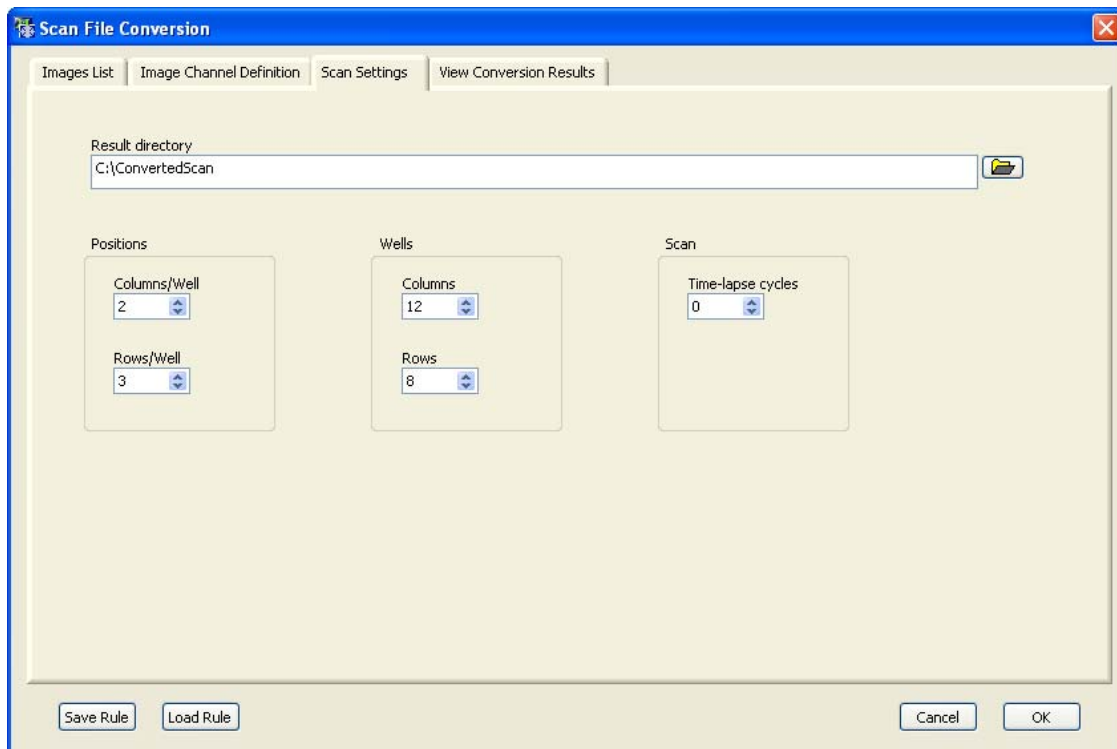 Scan File Conversion
Images List
Image Channel Definition
Scan Settings
View Conversion Results
Result directory
C:\ConvertedScan
Positions
Wells
Scan
Columns/Well
Columns
Time-lapse cycles
2
12
0
Rows/Well
Rows
3
8
Save Rule
Load Rule
Cancel
OK